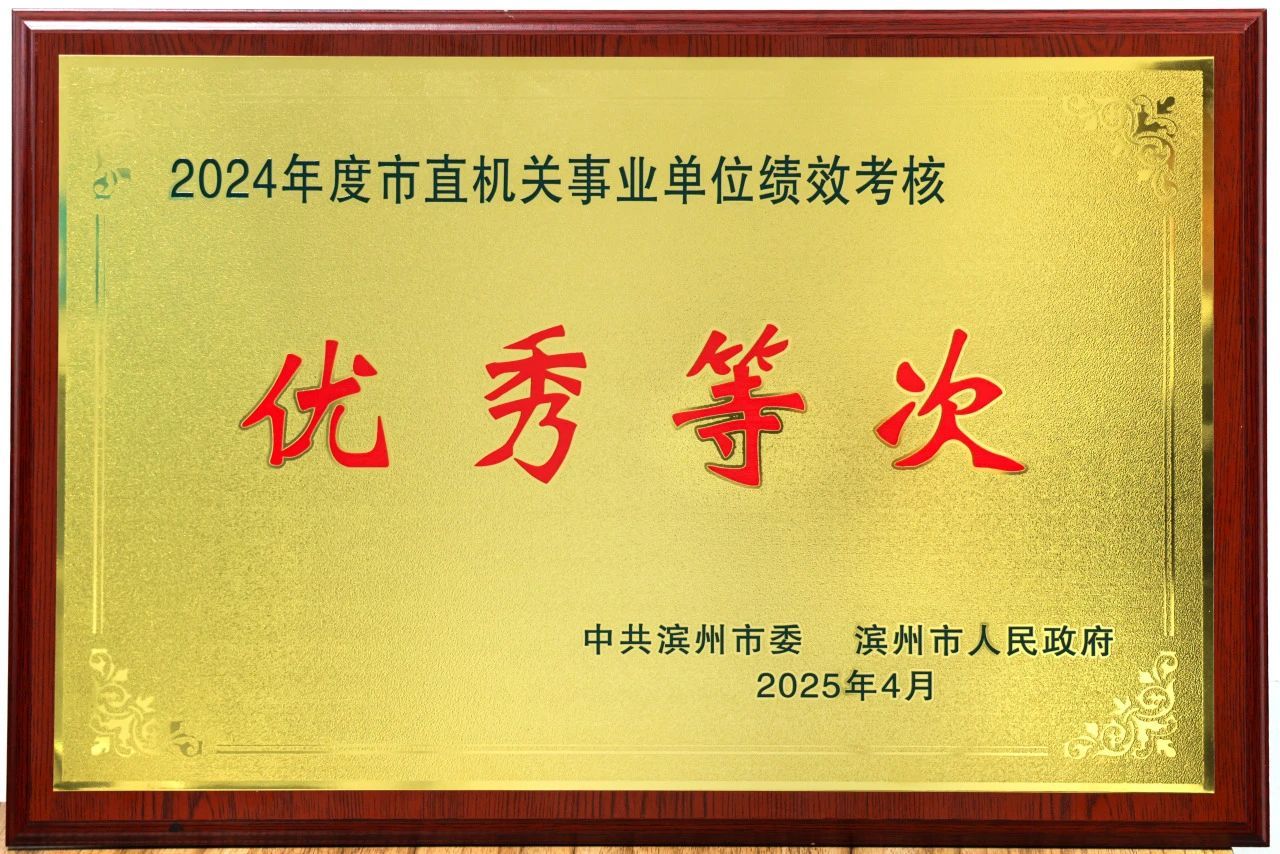 2024年度市直机关事业单位绩效考核
优秀等次
中共滨州市委 滨州市人民政府
2025年4月